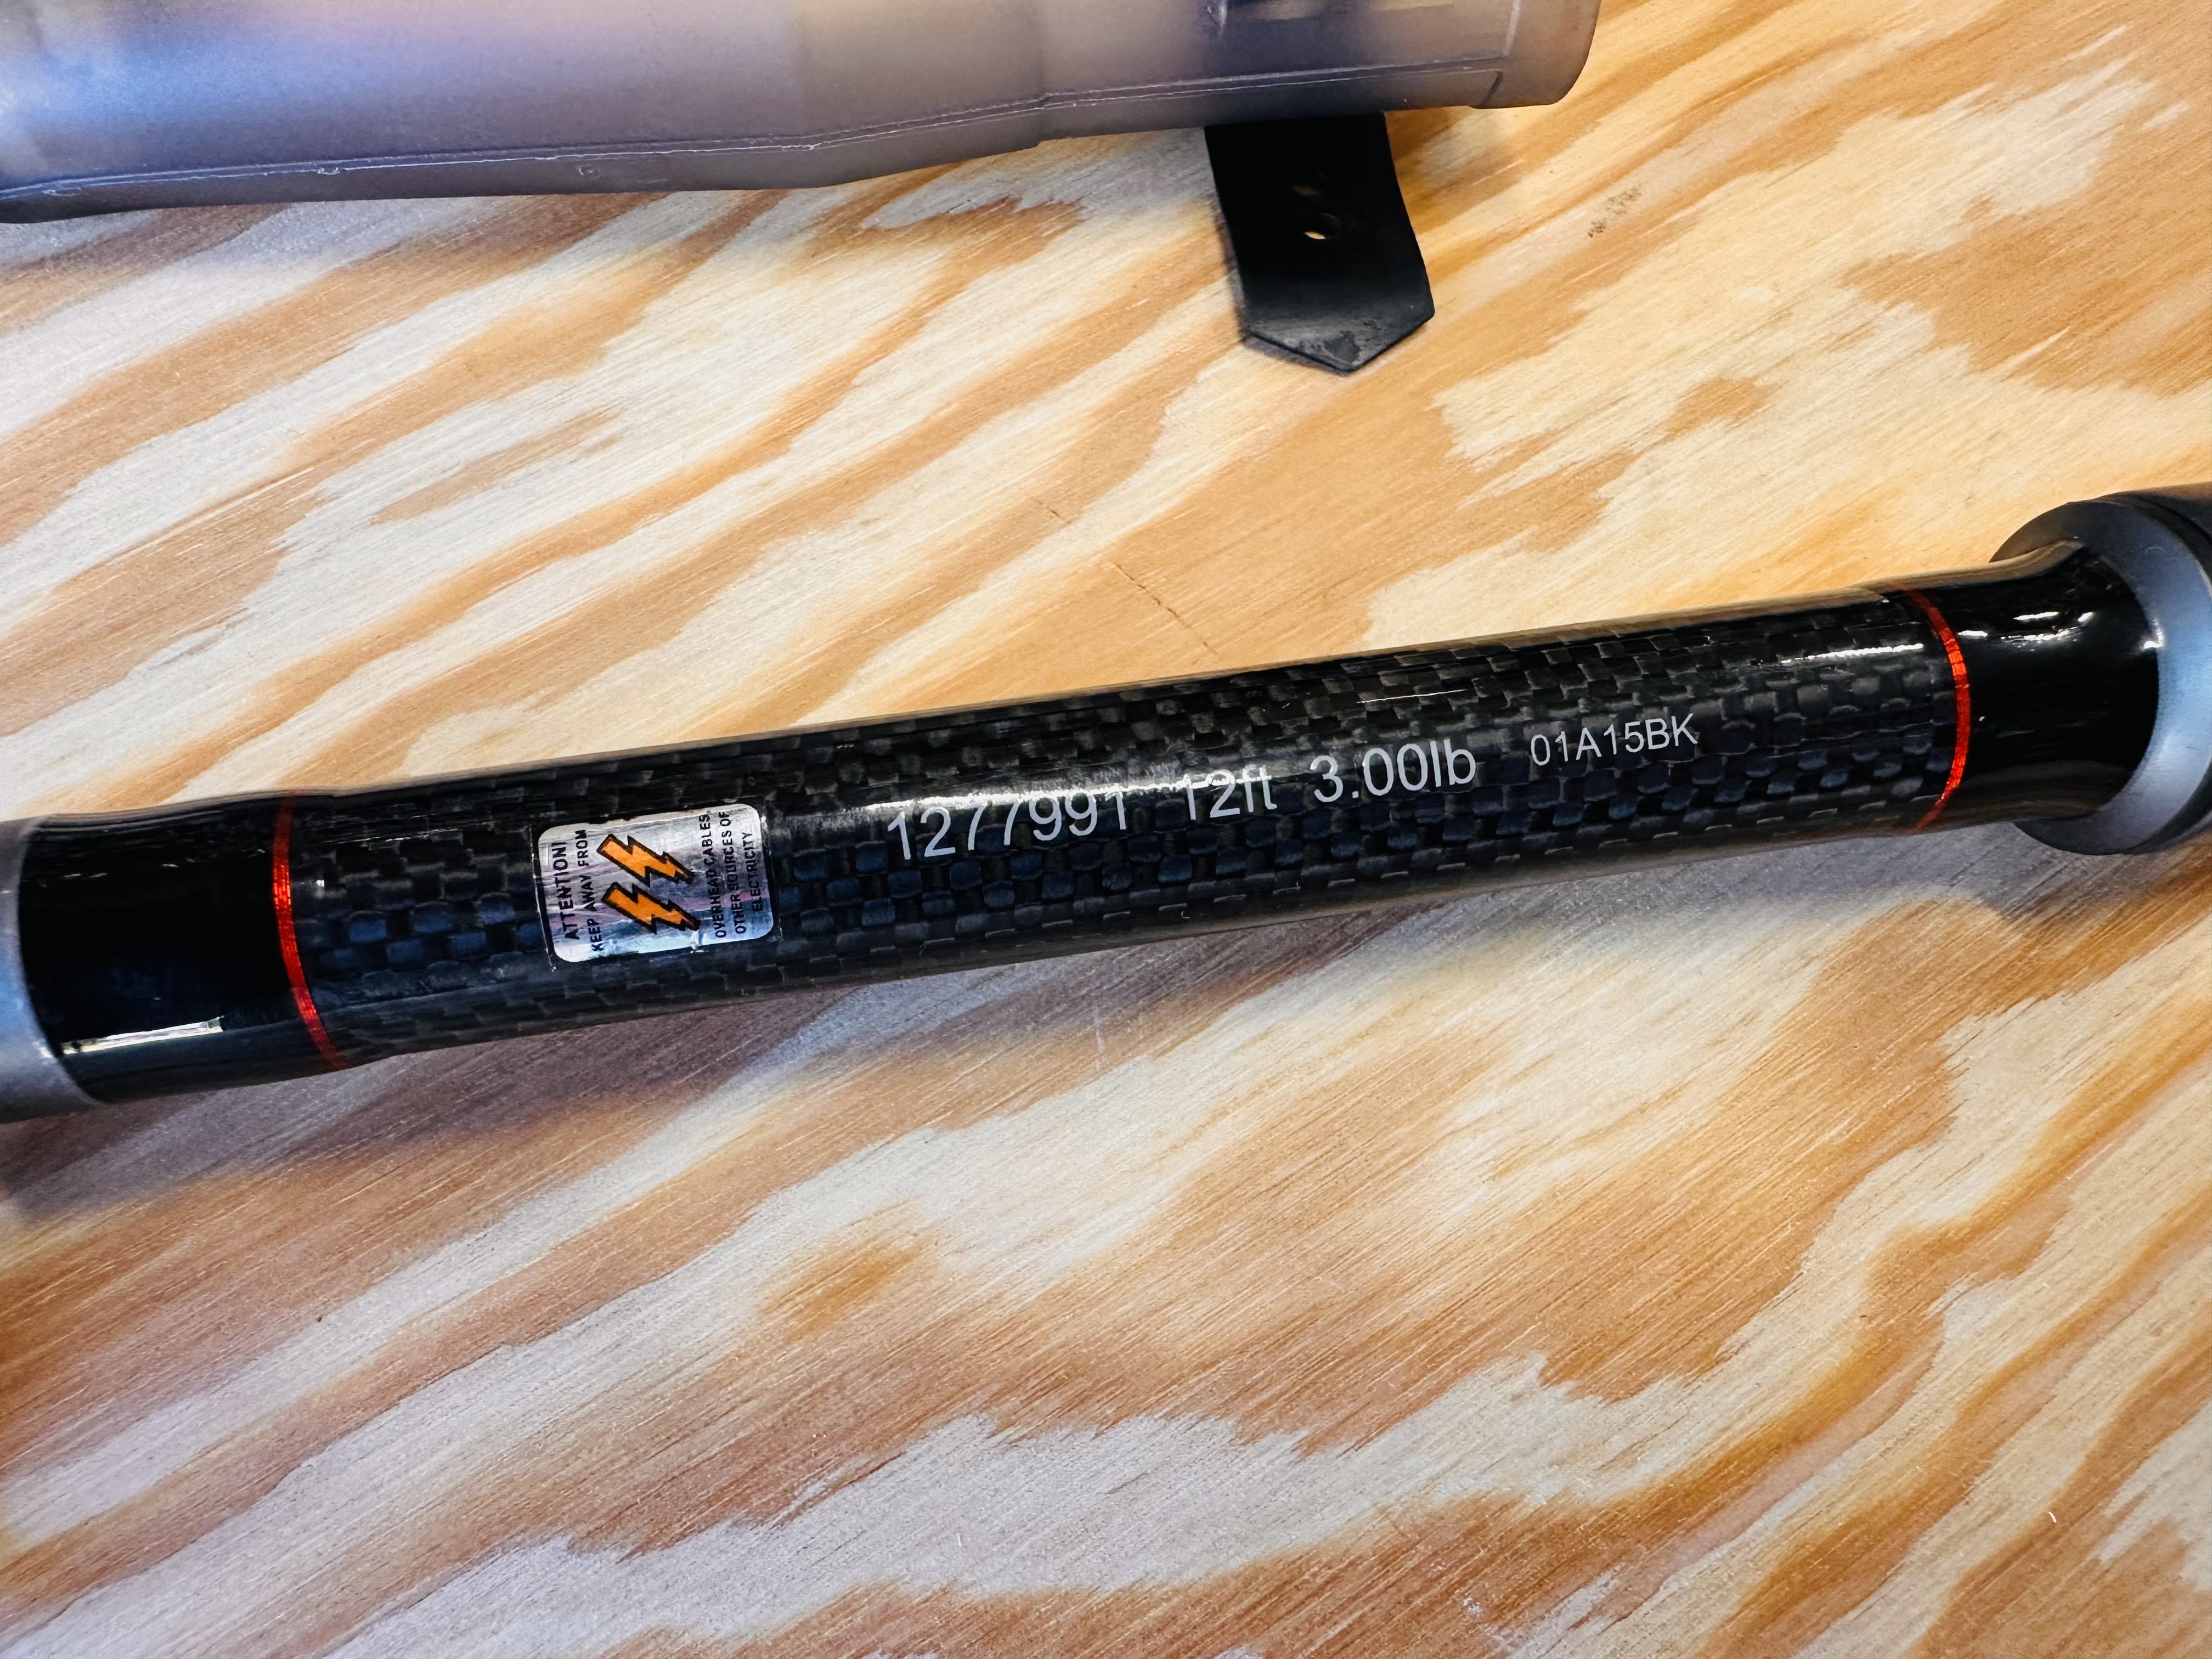 ATTENTION!
KEEP AWAY FROM
OVERHEAD CABLES,
OTHER SOURCES OF
ELECTRICITY
1277991 12ft 3.00lb 01A15BK